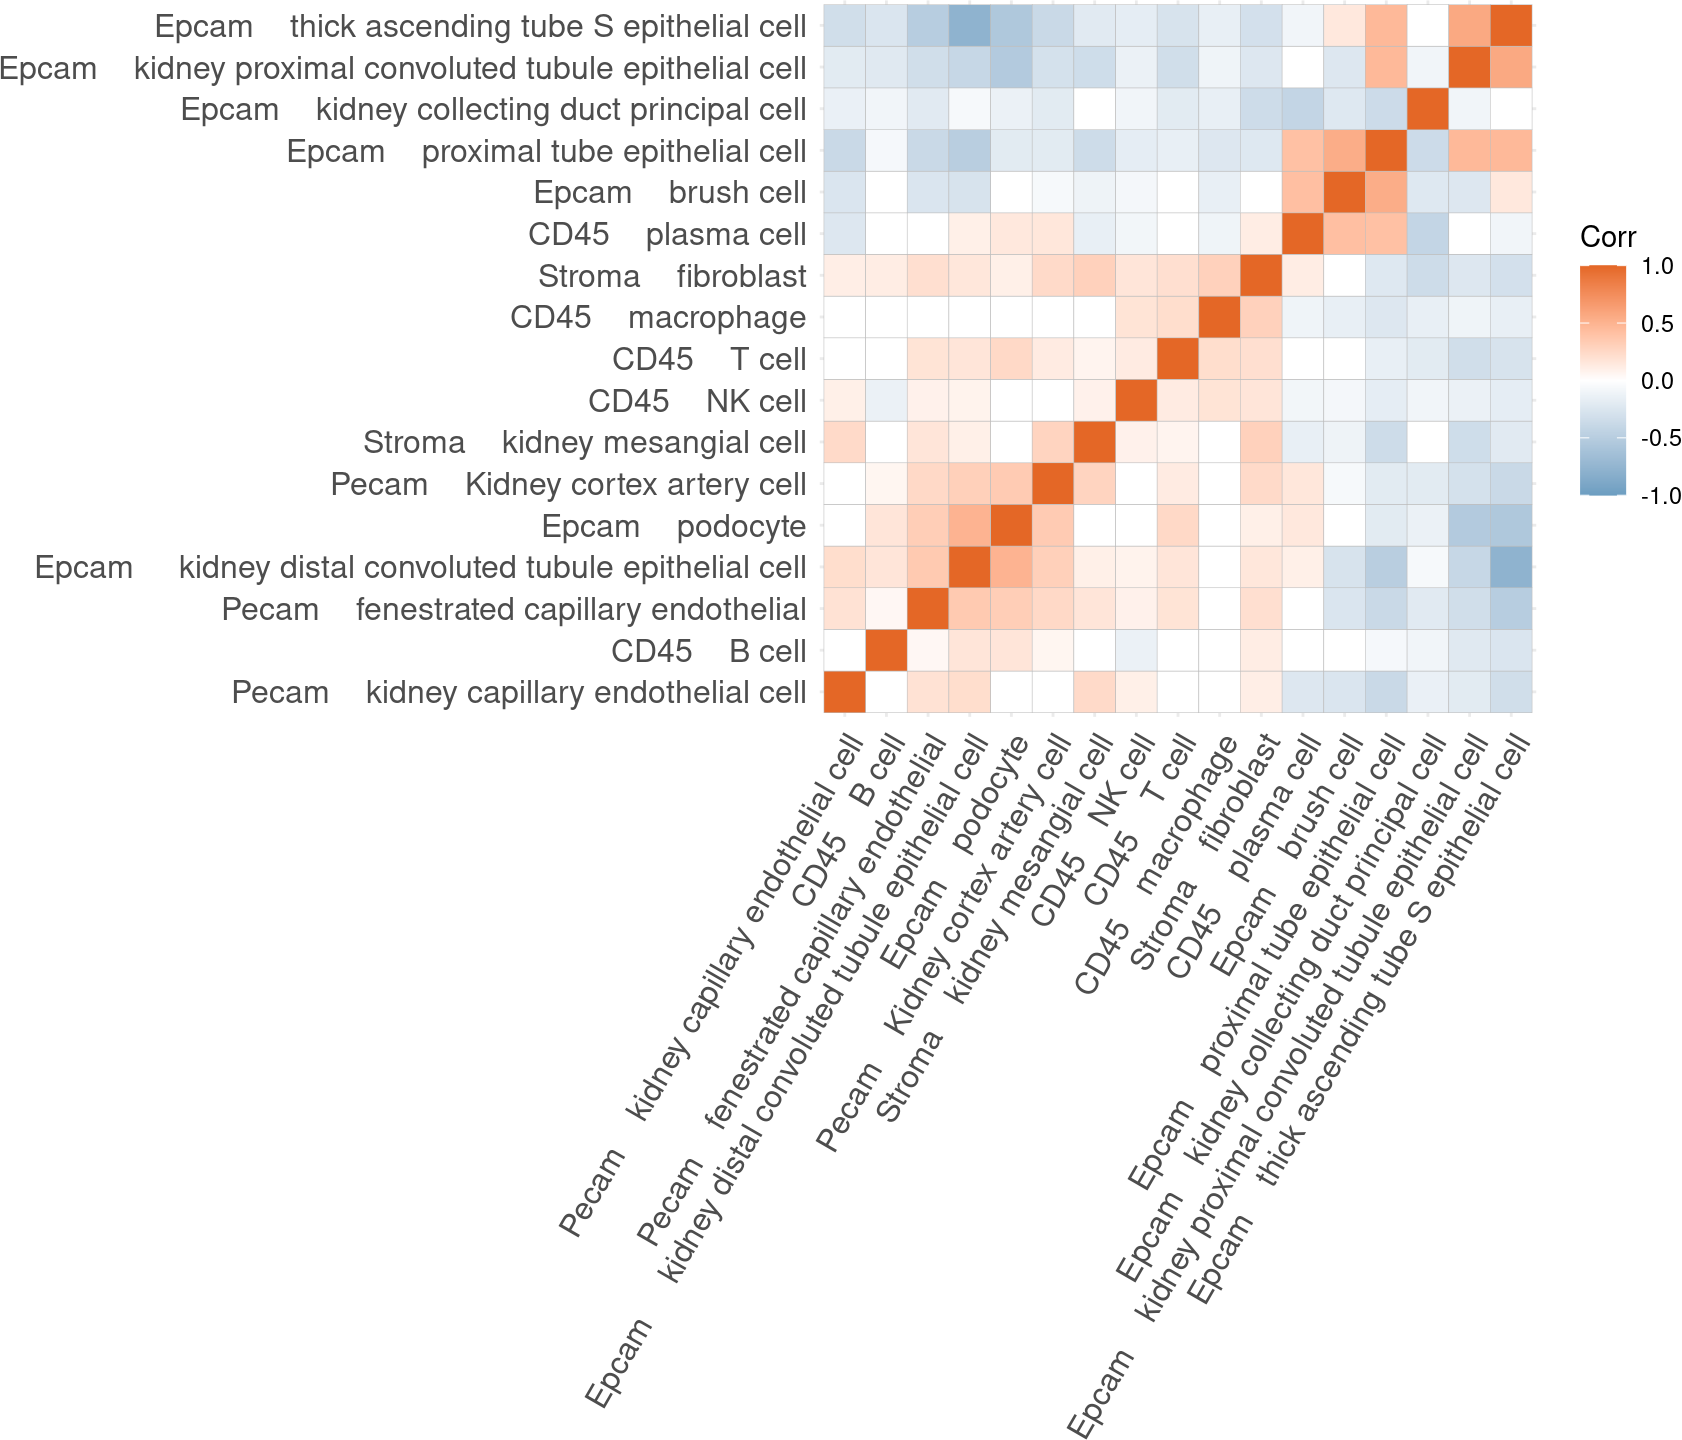 Epcam thick ascending tube S epithelial cell
Epcam kidney proximal convoluted tubule epithelial cell
Epcam kidney collecting duct principal cell
Epcam proximal tube epithelial cell
Epcam brush cell
CD45 plasma cell
Stroma fibroblast
CD45 macrophage
CD45 T cell
CD45 NK cell
Stroma kidney mesangial cell
Pecam Kidney cortex artery cell
Epcam podocyte
Epcam kidney distal convoluted tubule epithelial cell
Pecam fenestrated capillary endothelial
CD45 B cell
Pecam kidney capillary endothelial cell
Corr
1.0
0.5
0.0
-0.5
-1.0
Pecam kidney capillary endothelial cell
CD45 B cell
Pecam fenestrated capillary endothelial
Epcam kidney distal convoluted tubule epithelial cell
Epcam podocyte
Pecam Kidney cortex artery cell
Stroma kidney mesangial cell
CD45 NK cell
CD45 T cell
CD45 macrophage
Stroma fibroblast
CD45 plasma cell
Epcam brush cell
Epcam proximal tube epithelial cell
Epcam kidney collecting duct principal cell
Epcam kidney proximal convoluted tubule epithelial cell
Epcam thick ascending tube S epithelial cell